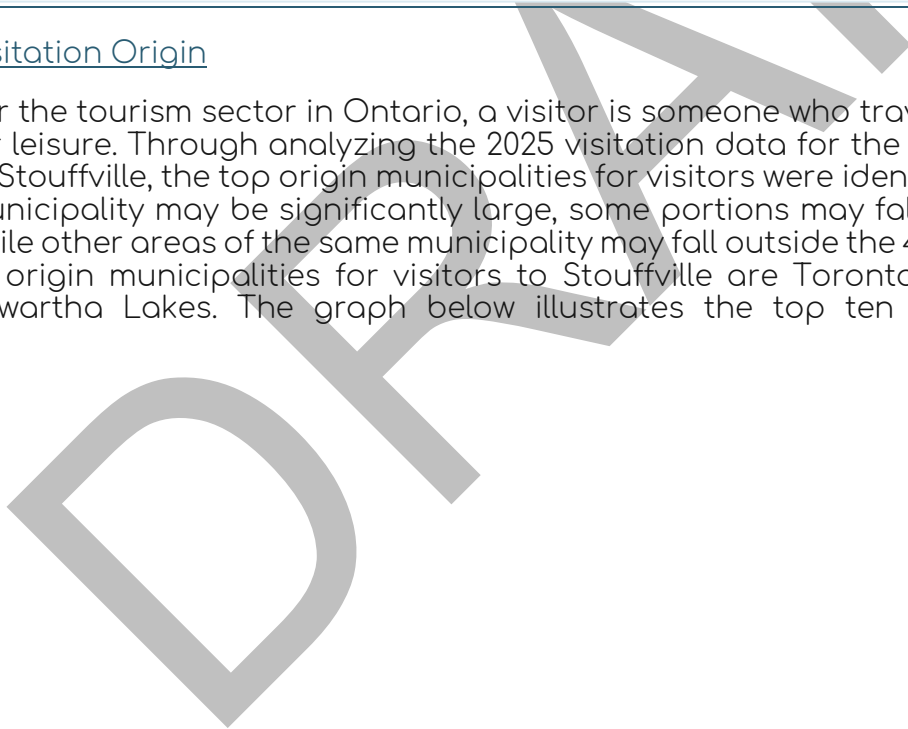 sitation Origin
r the tourism sector in Ontario, a visitor is someone who trav
r leisure. Through analyzing the 2025 visitation data for the
Stouffville, the top origin municipalities for visitors were iden
unicipality may be significantly large, some portions may fal
ile other areas of the same municipality may fall outside the 4
origin municipalities for visitors to Stouffville are Toronto
wartha Lakes. The graph below illustrates the top ten
DRA